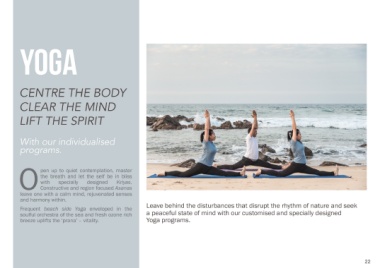 YOGA
CENTRE THE BODY
CLEAR THE MIND
LIFT THE SPIRIT
With our individualised
programs.
Open up to quiet contemplation, master
the breath and let the self be in bliss
with specially designed Kriyas.
Constructive and region focused Asanas
leave one with a calm mind, rejuvenated senses
and harmony within.
Frequent beach side Yoga enveloped in the
soulful orchestra of the sea and fresh ozone rich
breeze uplifts the 'prana' - vitality.
Leave behind the disturbances that disrupt the rhythm of nature and seek
a peaceful state of mind with our customised and specially designed
Yoga programs.
22